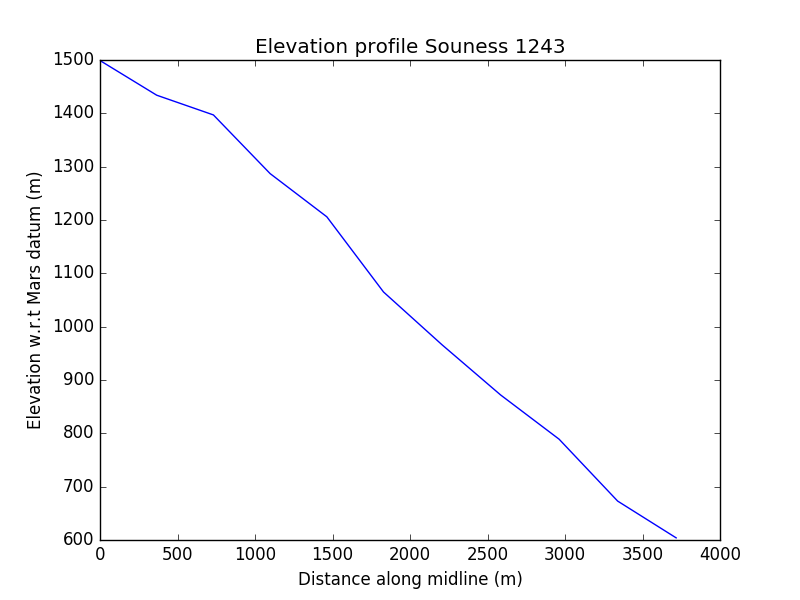 Elevation profile Souness 1243
1500
1400
1300
1200
1100
1000
900
800
700
600
Elevation w.r.t Mars datum (m)
0 500 1000 1500 2000 2500 3000 3500 4000
Distance along midline (m)